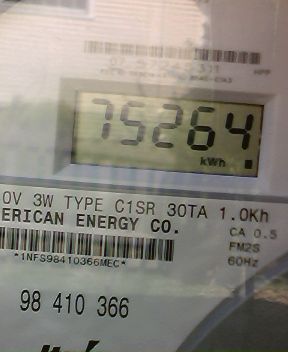 75264
kWh
0V 3W TYPE C1SR 30TA 1.0Kh
ERICAN ENERGY CO.
CA 0.5
FM2S
*1NFS98410366MEC*
60Hz
98 410 366